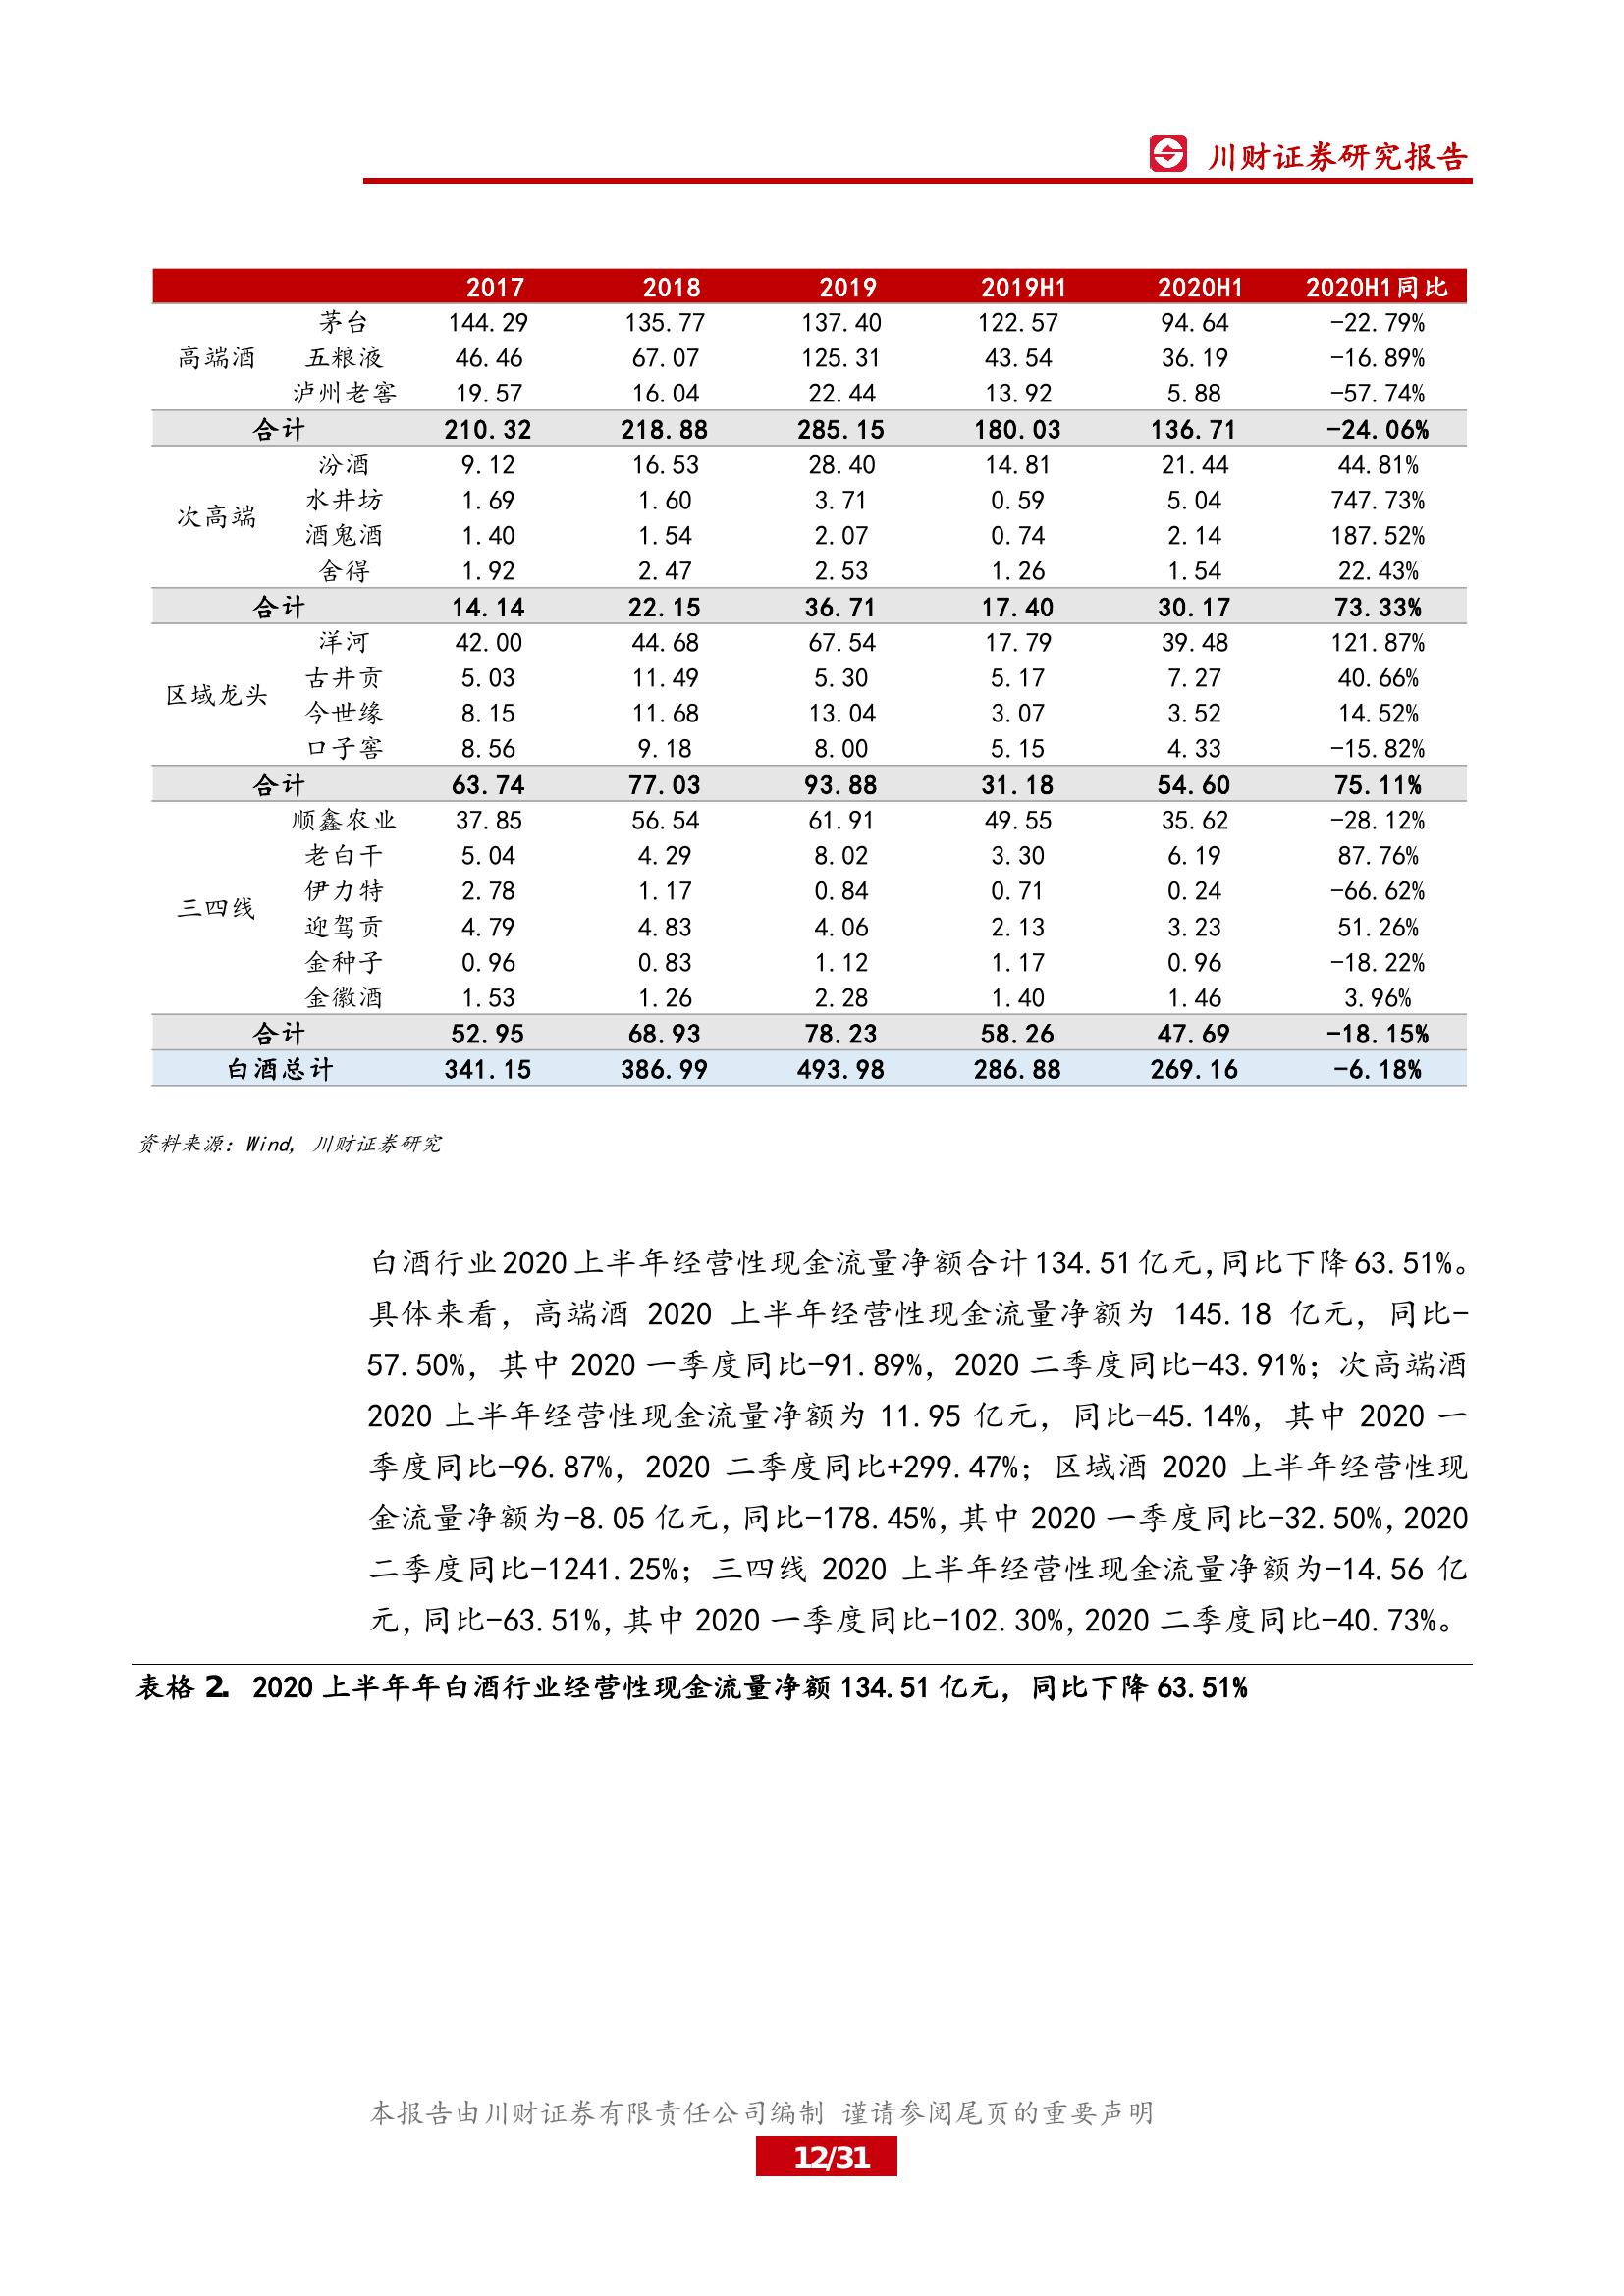 川财证券研究报告
2017 2018 2019 2019H1 2020H1 2020H1同比
茅台 144.29 135.77 137.40 122.57 94.64 -22.79%
高端酒 五粮液 46.46 67.07 125.31 43.54 36.19 -16.89%
泸州老窖 19.57 16.04 22.44 13.92 5.88 -57.74%
合计 210.32 218.88 285.15 180.03 136.71 -24.06%
汾酒 9.12 16.53 28.40 14.81 21.44 44.81%
水井坊 1.69 1.60 3.71 0.59 5.04 747.73%
次高端
酒鬼酒 1.40 1.54 2.07 0.74 2.14 187.52%
舍得 1.92 2.47 2.53 1.26 1.54 22.43%
合计 14.14 22.15 36.71 17.40 30.17 73.33%
洋河 42.00 44.68 67.54 17.79 39.48 121.87%
古井贡 5.03 11.49 5.30 5.17 7.27 40.66%
区域龙头
今世缘 8.15 11.68 13.04 3.07 3.52 14.52%
口子窖 8.56 9.18 8.00 5.15 4.33 -15.82%
合计 63.74 77.03 93.88 31.18 54.60 75.11%
顺鑫农业 37.85 56.54 61.91 49.55 35.62 -28.12%
老白干 5.04 4.29 8.02 3.30 6.19 87.76%
伊力特 2.78 1.17 0.84 0.71 0.24 -66.62%
三四线
迎驾贡 4.79 4.83 4.06 2.13 3.23 51.26%
金种子 0.96 0.83 1.12 1.17 0.96 -18.22%
金徽酒 1.53 1.26 2.28 1.40 1.46 3.96%
合计 52.95 68.93 78.23 58.26 47.69 -18.15%
白酒总计 341.15 386.99 493.98 286.88 269.16 -6.18%
资料来源：Wind, 川财证券研究
白酒行业2020上半年经营性现金流量净额合计134.51亿元，同比下降63.51%。
具体来看，高端酒 2020 上半年经营性现金流量净额为 145.18 亿元，同比-
57.50%，其中 2020 一季度同比-91.89%，2020 二季度同比-43.91%；次高端酒
2020 上半年经营性现金流量净额为 11.95 亿元，同比-45.14%，其中 2020 一
季度同比-96.87%，2020 二季度同比+299.47%；区域酒 2020 上半年经营性现
金流量净额为-8.05 亿元，同比-178.45%，其中 2020 一季度同比-32.50%，2020
二季度同比-1241.25%；三四线 2020 上半年经营性现金流量净额为-14.56 亿
元，同比-63.51%，其中 2020 一季度同比-102.30%，2020 二季度同比-40.73%。
表格 2. 2020 上半年年白酒行业经营性现金流量净额 134.51 亿元，同比下降 63.51%
本报告由川财证券有限责任公司编制 谨请参阅尾页的重要声明
12/31